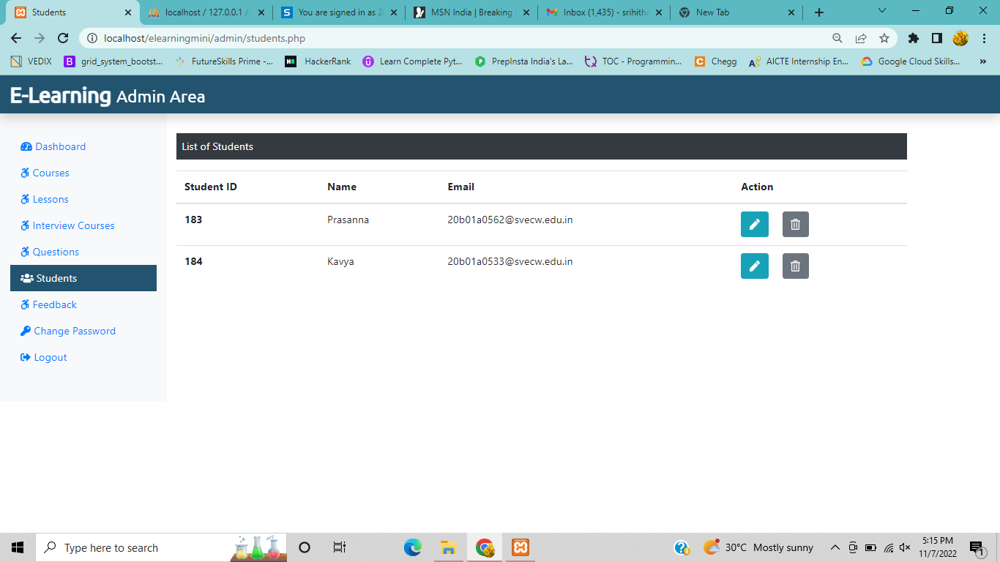 Students
localhost / 127.0.0.1 /
You are signed in as 2
MSN India | Breaking
Inbox (1,435) - srihitha
New Tab
localhost/elearningmini/admin/students.php
VEDIX
grid_system_bootst...
FutureSkills Prime -...
HackerRank
Learn Complete Pyt...
PrepInsta India's La...
TOC - Programmin...
Chegg
AICTE Internship En...
Google Cloud Skills...
»
E-Learning Admin Area
Dashboard
Courses
Lessons
Interview Courses
Questions
Students
Feedback
Change Password
Logout
List of Students
Student ID Name Email Action
183 Prasanna 20b01a0562@svecw.edu.in
184 Kavya 20b01a0533@svecw.edu.in
Type here to search
30°C Mostly sunny
5:15 PM
11/7/2022
1